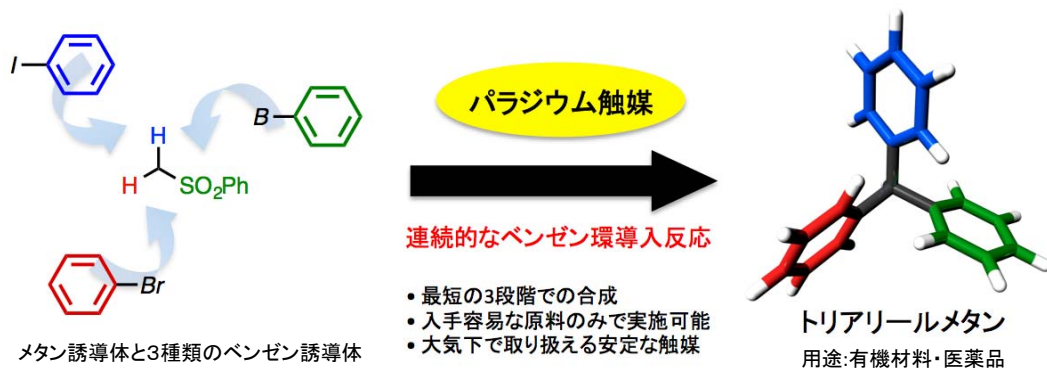 I
B
H
H
SO2Ph
Br
メタン誘導体と3種類のベンゼン誘導体
パラジウム触媒
連続的なベンゼン環導入反応
• 最短の3段階での合成
• 入手容易な原料のみで実施可能
• 大気下で取り扱える安定な触媒
トリアリールメタン
用途:有機材料・医薬品